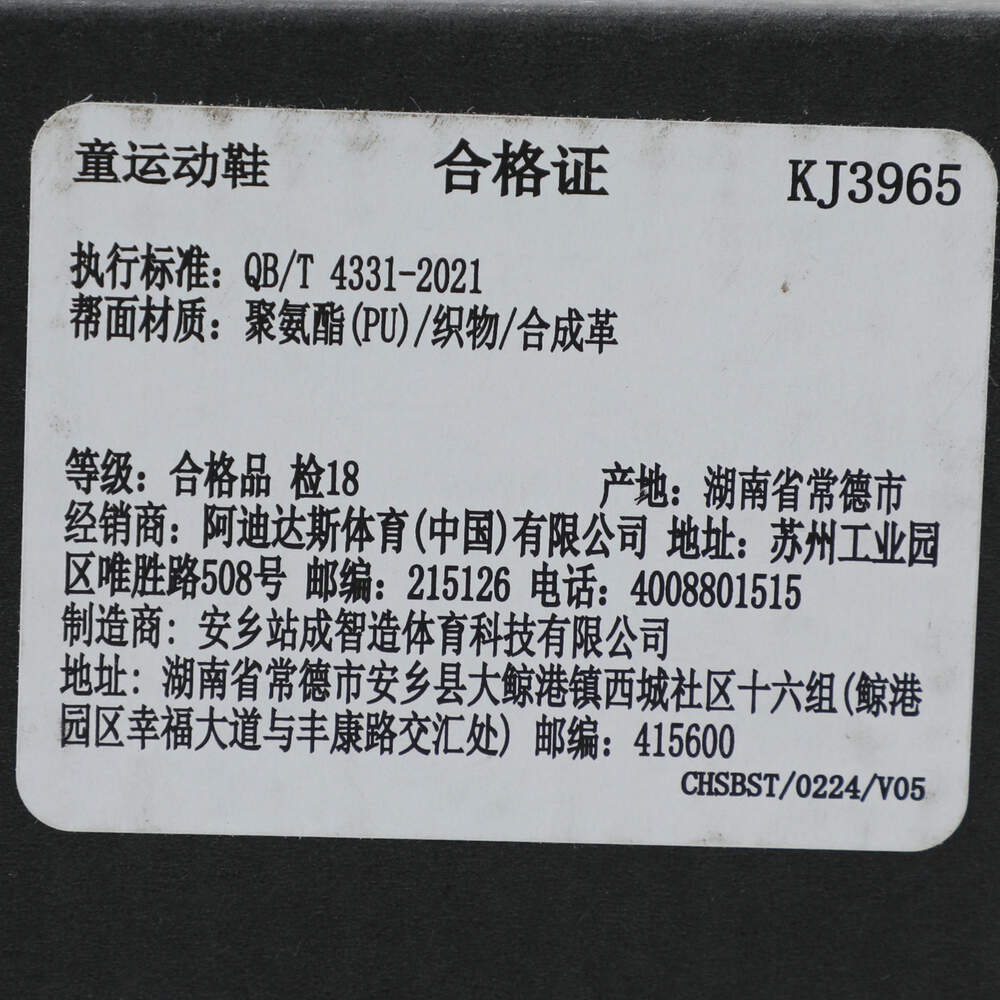 童运动鞋 合格证 KJ3965
执行标准：QB/T 4331-2021
帮面材质：聚氨酯(PU)/织物/合成革
等级：合格品 检18 产地：湖南省常德市
经销商：阿迪达斯体育(中国)有限公司 地址：苏州工业园
区唯胜路508号 邮编：215126 电话：4008801515
制造商：安乡站成智造体育科技有限公司
地址：湖南省常德市安乡县大鲸港镇西城社区十六组(鲸港
园区幸福大道与丰康路交汇处) 邮编：415600
CHSBST/0224/V05